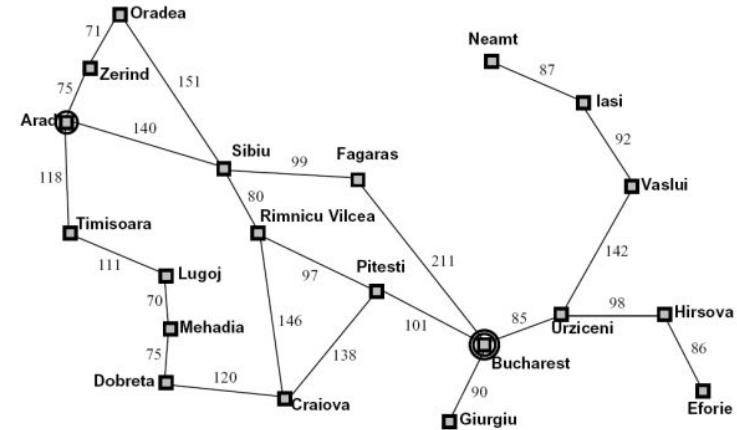 Oradea
71
Neamt
Zerind
87
151
75
Iasi
Arad
140
92
Sibiu
99
Fagaras
118
80
Vaslui
Timisoara
Rimnicu Vilcea
111
Lugoj
97
Pitesti
211
142
70
98
Hirsova
146
101
85
Urziceni
Mehadia
75
138
86
Bucharest
Dobreta
120
90
Craiova
Eforie
Giurgiu